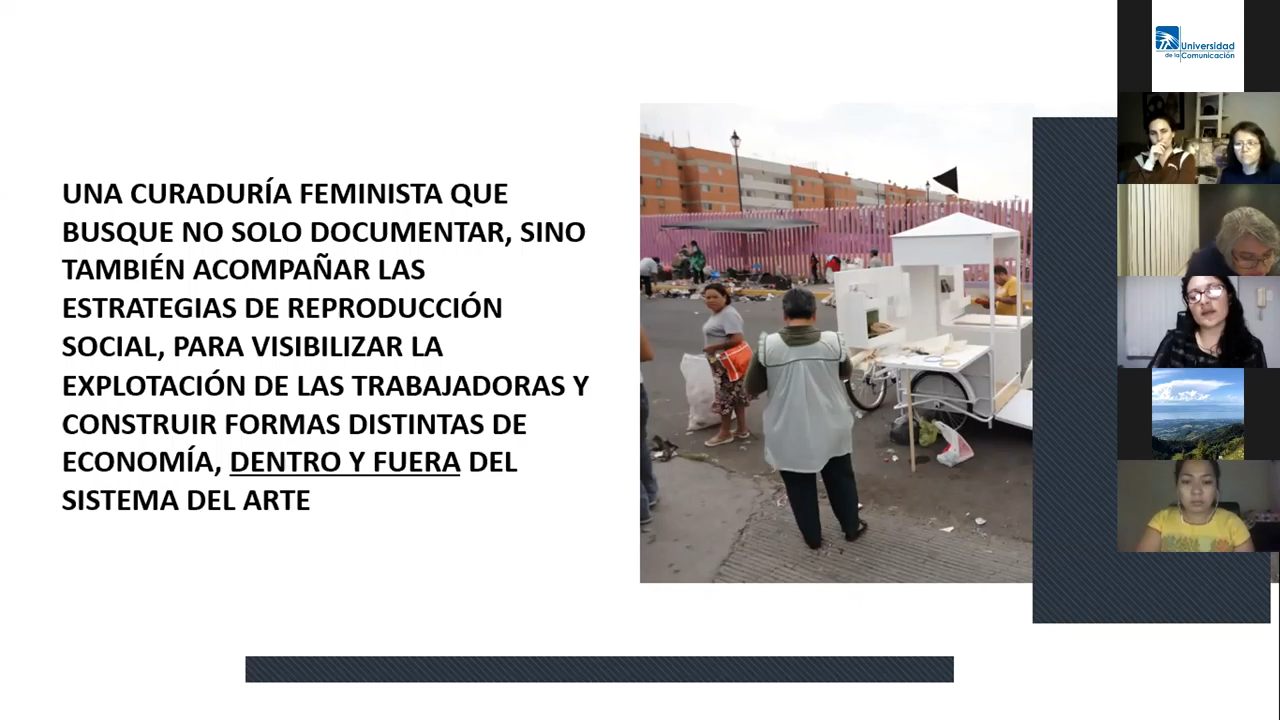 UNA CURADURÍA FEMINISTA QUE
BUSQUE NO SOLO DOCUMENTAR, SINO
TAMBIÉN ACOMPAÑAR LAS
ESTRATEGIAS DE REPRODUCCIÓN
SOCIAL, PARA VISIBILIZAR LA
EXPLOTACIÓN DE LAS TRABAJADORAS Y
CONSTRUIR FORMAS DISTINTAS DE
ECONOMÍA, DENTRO Y FUERA DEL
SISTEMA DEL ARTE
Universidad
de la Comunicación